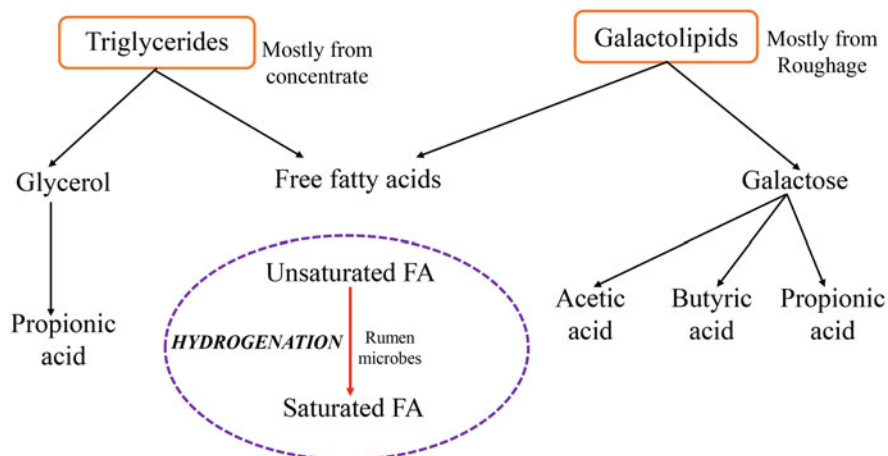 Triglycerides
Mostly from
concentrate
Galactolipids
Mostly from
Roughage
Glycerol
Free fatty acids
Galactose
Unsaturated FA
HYDROGENATION
Rumen
microbes
Saturated FA
Propionic
acid
Acetic
acid
Butyric
acid
Propionic
acid